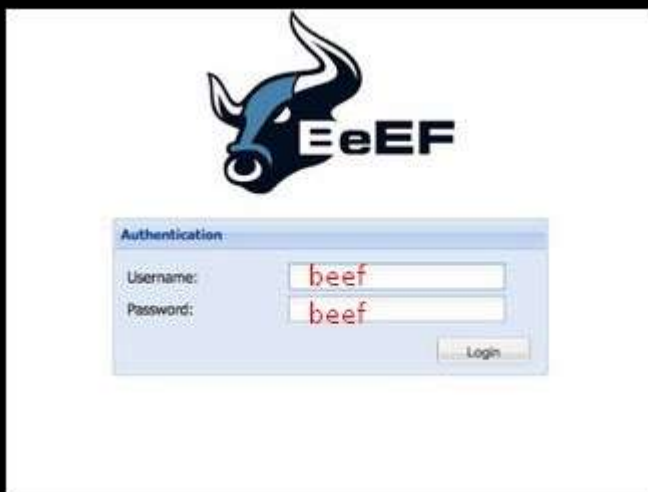 BeEF
Authentication
Username: beef
Password: beef
Login